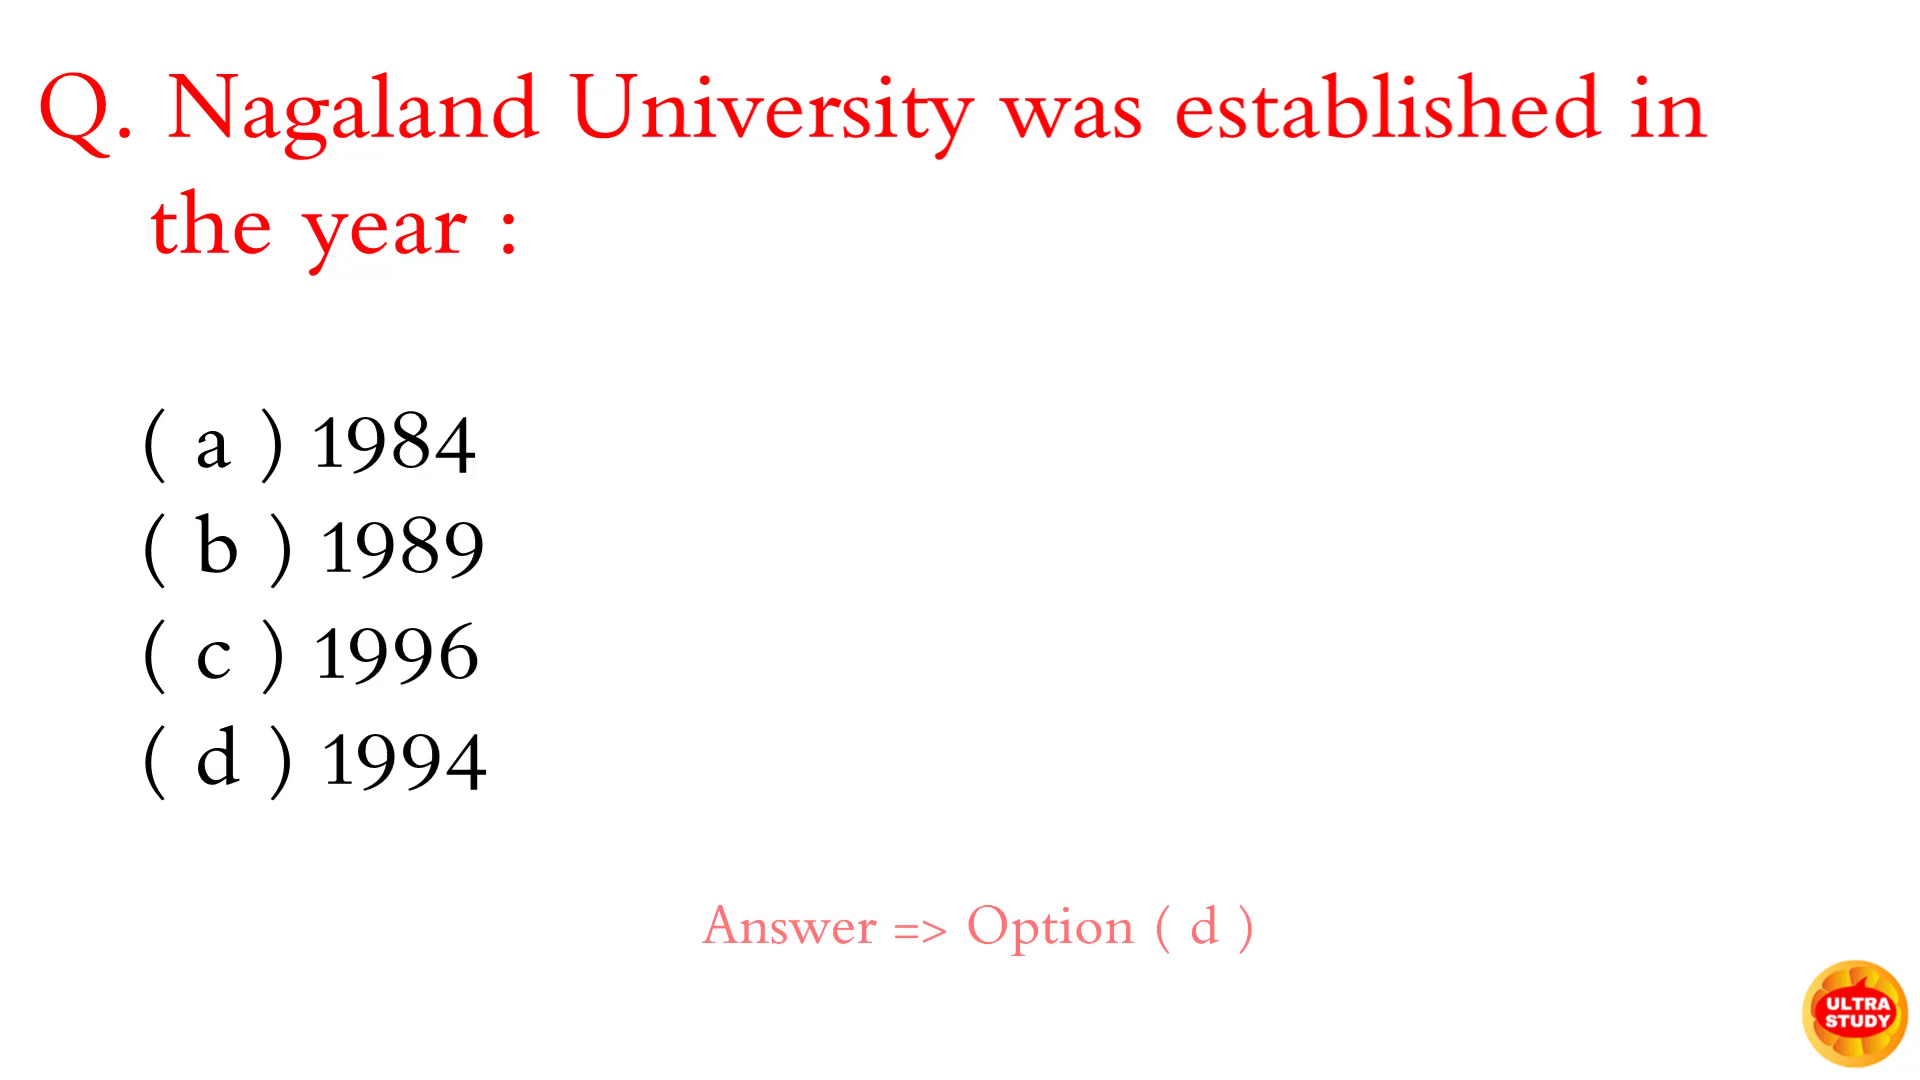 Q. Nagaland University was established in
the year :
( a ) 1984
( b ) 1989
( c ) 1996
( d ) 1994
Answer => Option ( d )
ULTRA
STUDY